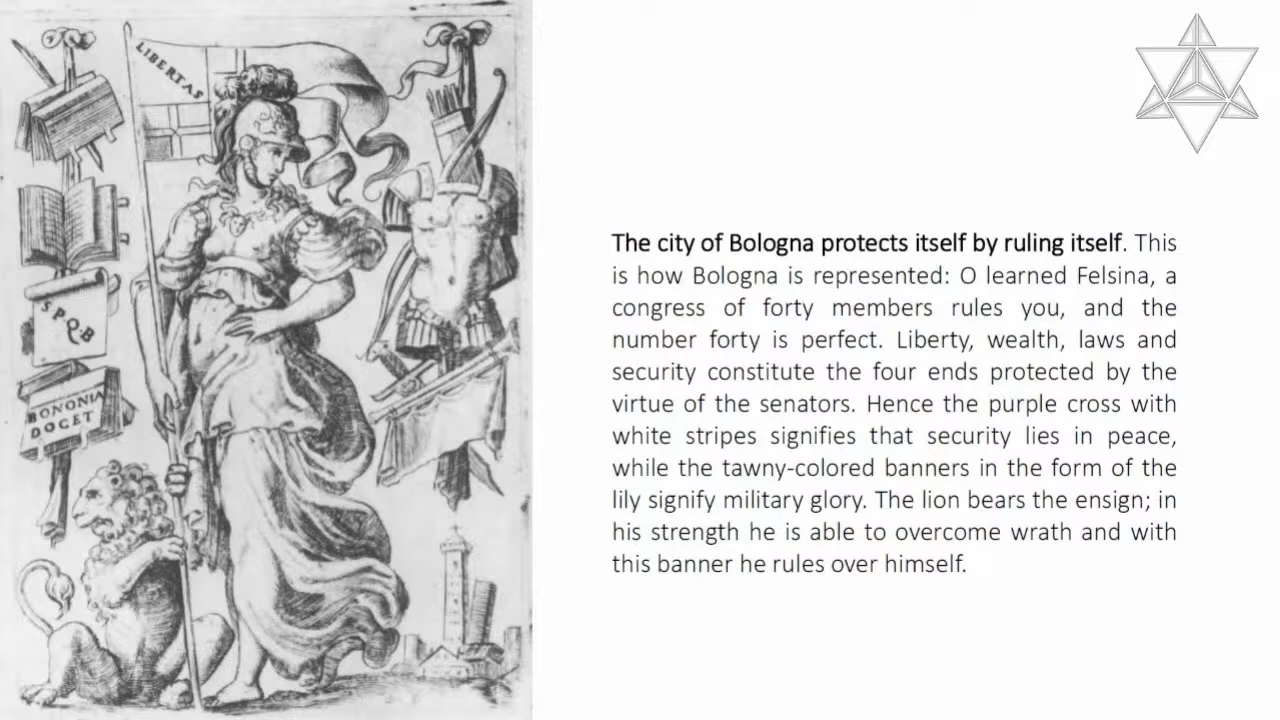 LIBERTAS
S P Q B
BONONIA
DOCET
The city of Bologna protects itself by ruling itself. This
is how Bologna is represented: O learned Felsina, a
congress of forty members rules you, and the
number forty is perfect. Liberty, wealth, laws and
security constitute the four ends protected by the
virtue of the senators. Hence the purple cross with
white stripes signifies that security lies in peace,
while the tawny-colored banners in the form of the
lily signify military glory. The lion bears the ensign; in
his strength he is able to overcome wrath and with
this banner he rules over himself.